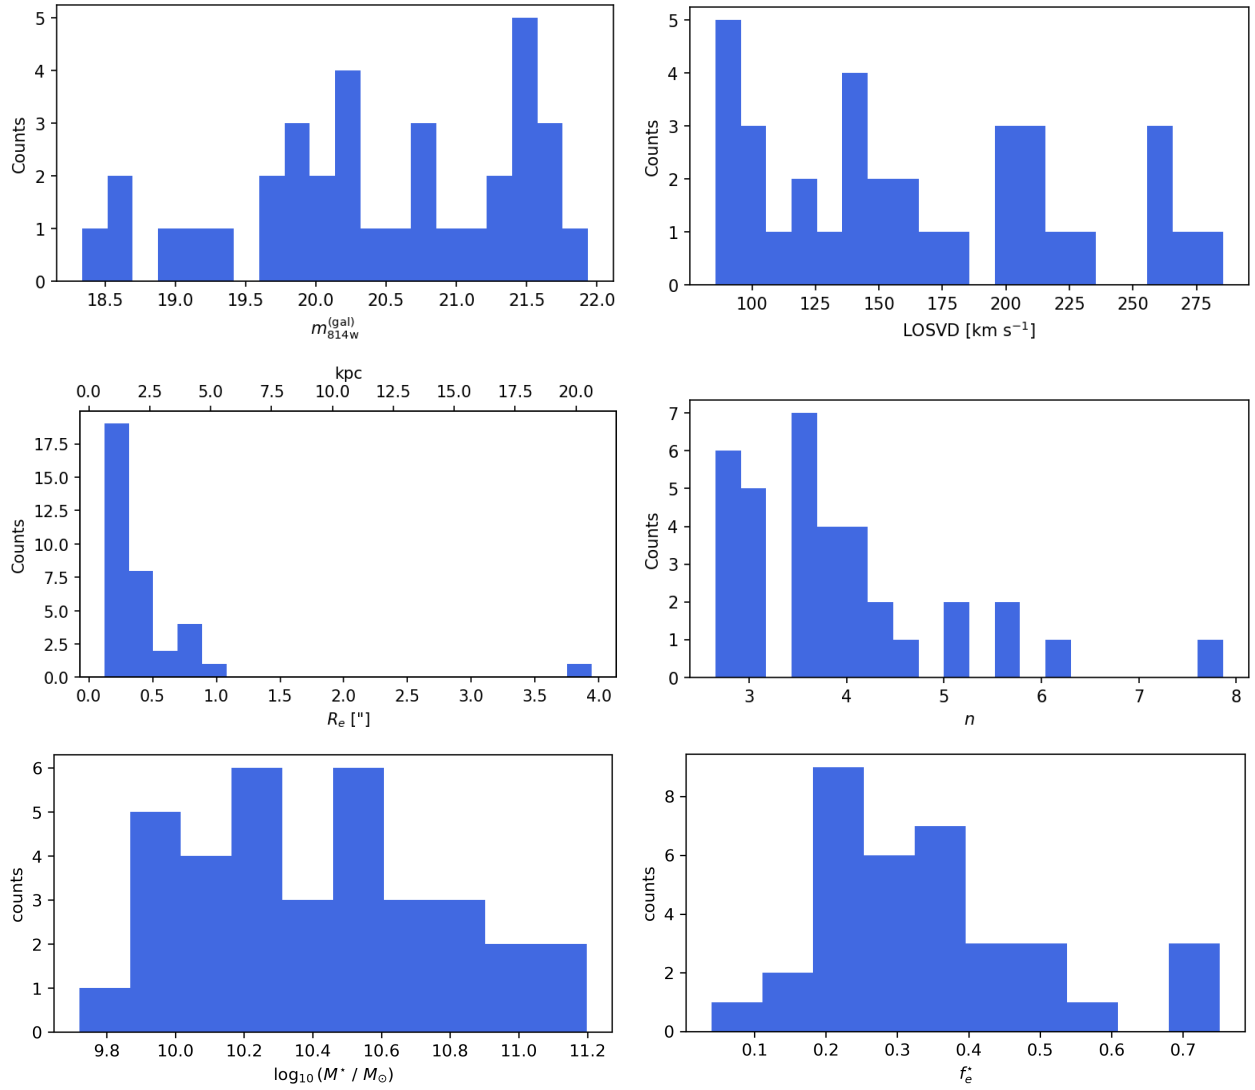 5
4
3
2
1
0
Counts
18.5 19.0 19.5 20.0 20.5 21.0 21.5 22.0
m_{814w}^{(gal)}
5
4
3
2
1
0
Counts
100 125 150 175 200 225 250 275
LOSVD [km s⁻¹]
kpc
0.0 2.5 5.0 7.5 10.0 12.5 15.0 17.5 20.0
17.5
15.0
12.5
10.0
7.5
5.0
2.5
0.0
Counts
0.0 0.5 1.0 1.5 2.0 2.5 3.0 3.5 4.0
R_e ["]
7
6
5
4
3
2
1
0
Counts
3 4 5 6 7 8
n
6
5
4
3
2
1
0
counts
9.8 10.0 10.2 10.4 10.6 10.8 11.0 11.2
log₁₀ (M* / M_⊙)
8
6
4
2
0
counts
0.1 0.2 0.3 0.4 0.5 0.6 0.7
f_e^*